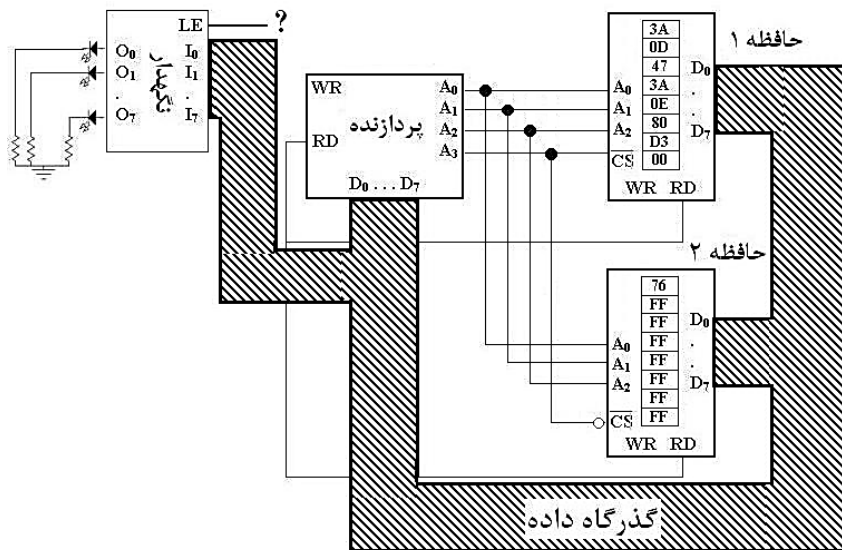 LE ?
O₀ I₀
O₁ I₁
. .
O₇ I₇
نگهدار
WR
RD
پردازنده
A₀
A₁
A₂
A₃
D₀ . . . D₇
حافظه ۱
3A
0D
47
3A
0E
80
D3
00
A₀
A₁
A₂
CS
D₀
.
.
D₇
WR RD
حافظه ۲
76
FF
FF
FF
FF
FF
FF
FF
A₀
A₁
A₂
CS
D₀
.
.
D₇
WR RD
گذرگاه داده